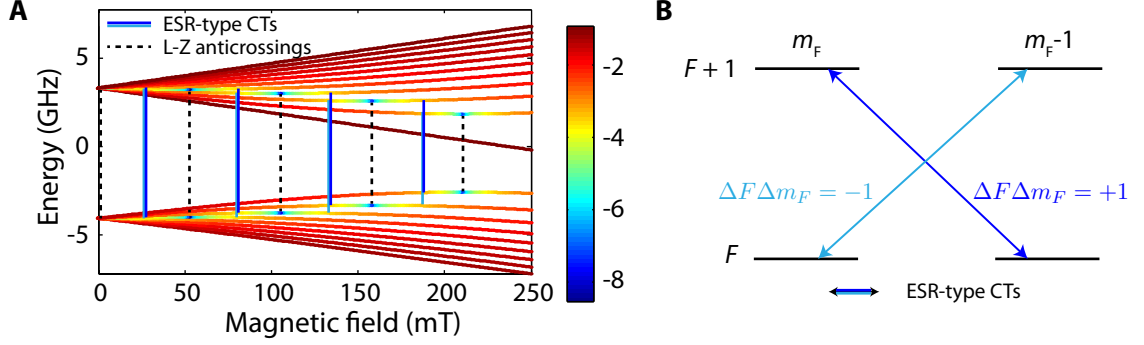 A
ESR-type CTs
L-Z anticrossings
Energy (GHz)
5
0
-5
0
50
100
150
200
250
Magnetic field (mT)
-2
-4
-6
-8
B
m_F
m_F-1
F + 1
ΔFΔm_F = −1
ΔFΔm_F = +1
F
ESR-type CTs